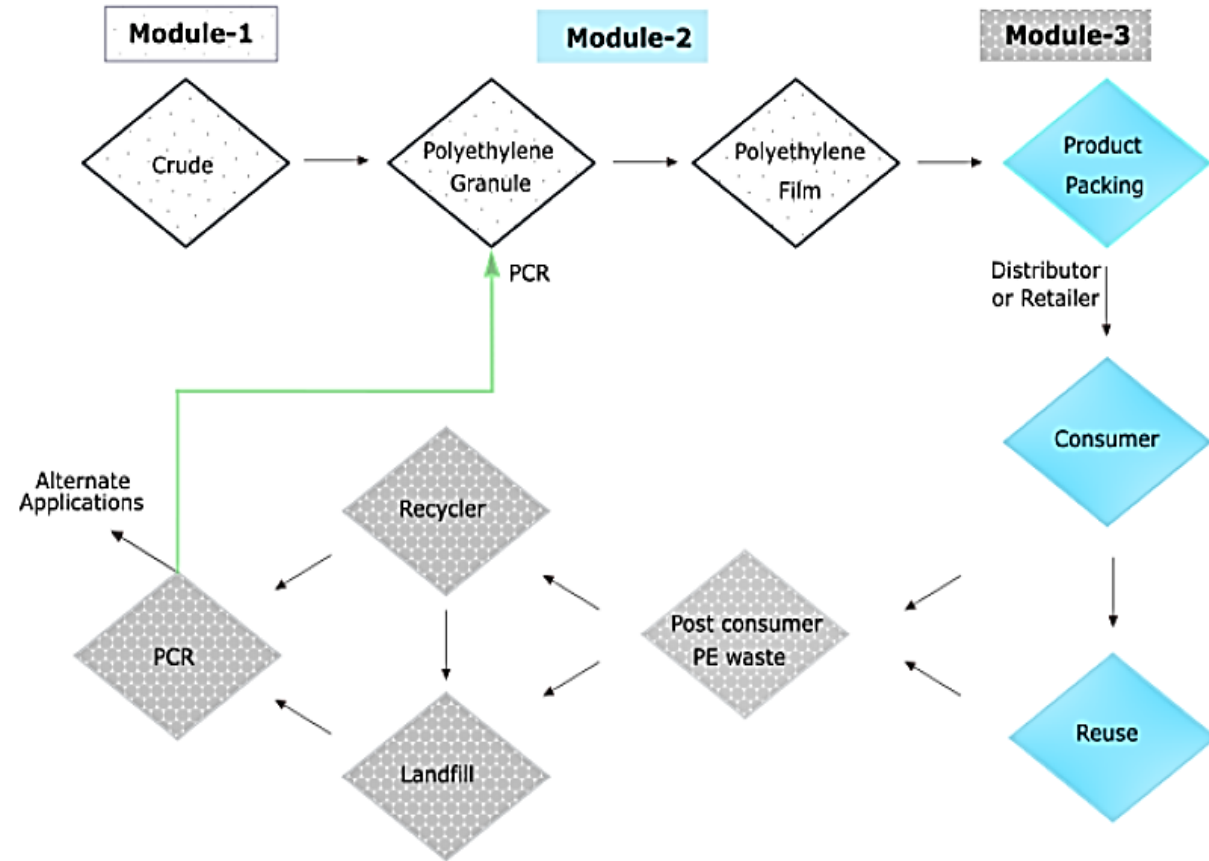 Module-1
Module-2
Module-3
Crude
Polyethylene
Granule
Polyethylene
Film
Product
Packing
PCR
Distributor
or Retailer
Consumer
Alternate
Applications
Recycler
Post consumer
PE waste
PCR
Landfill
Reuse